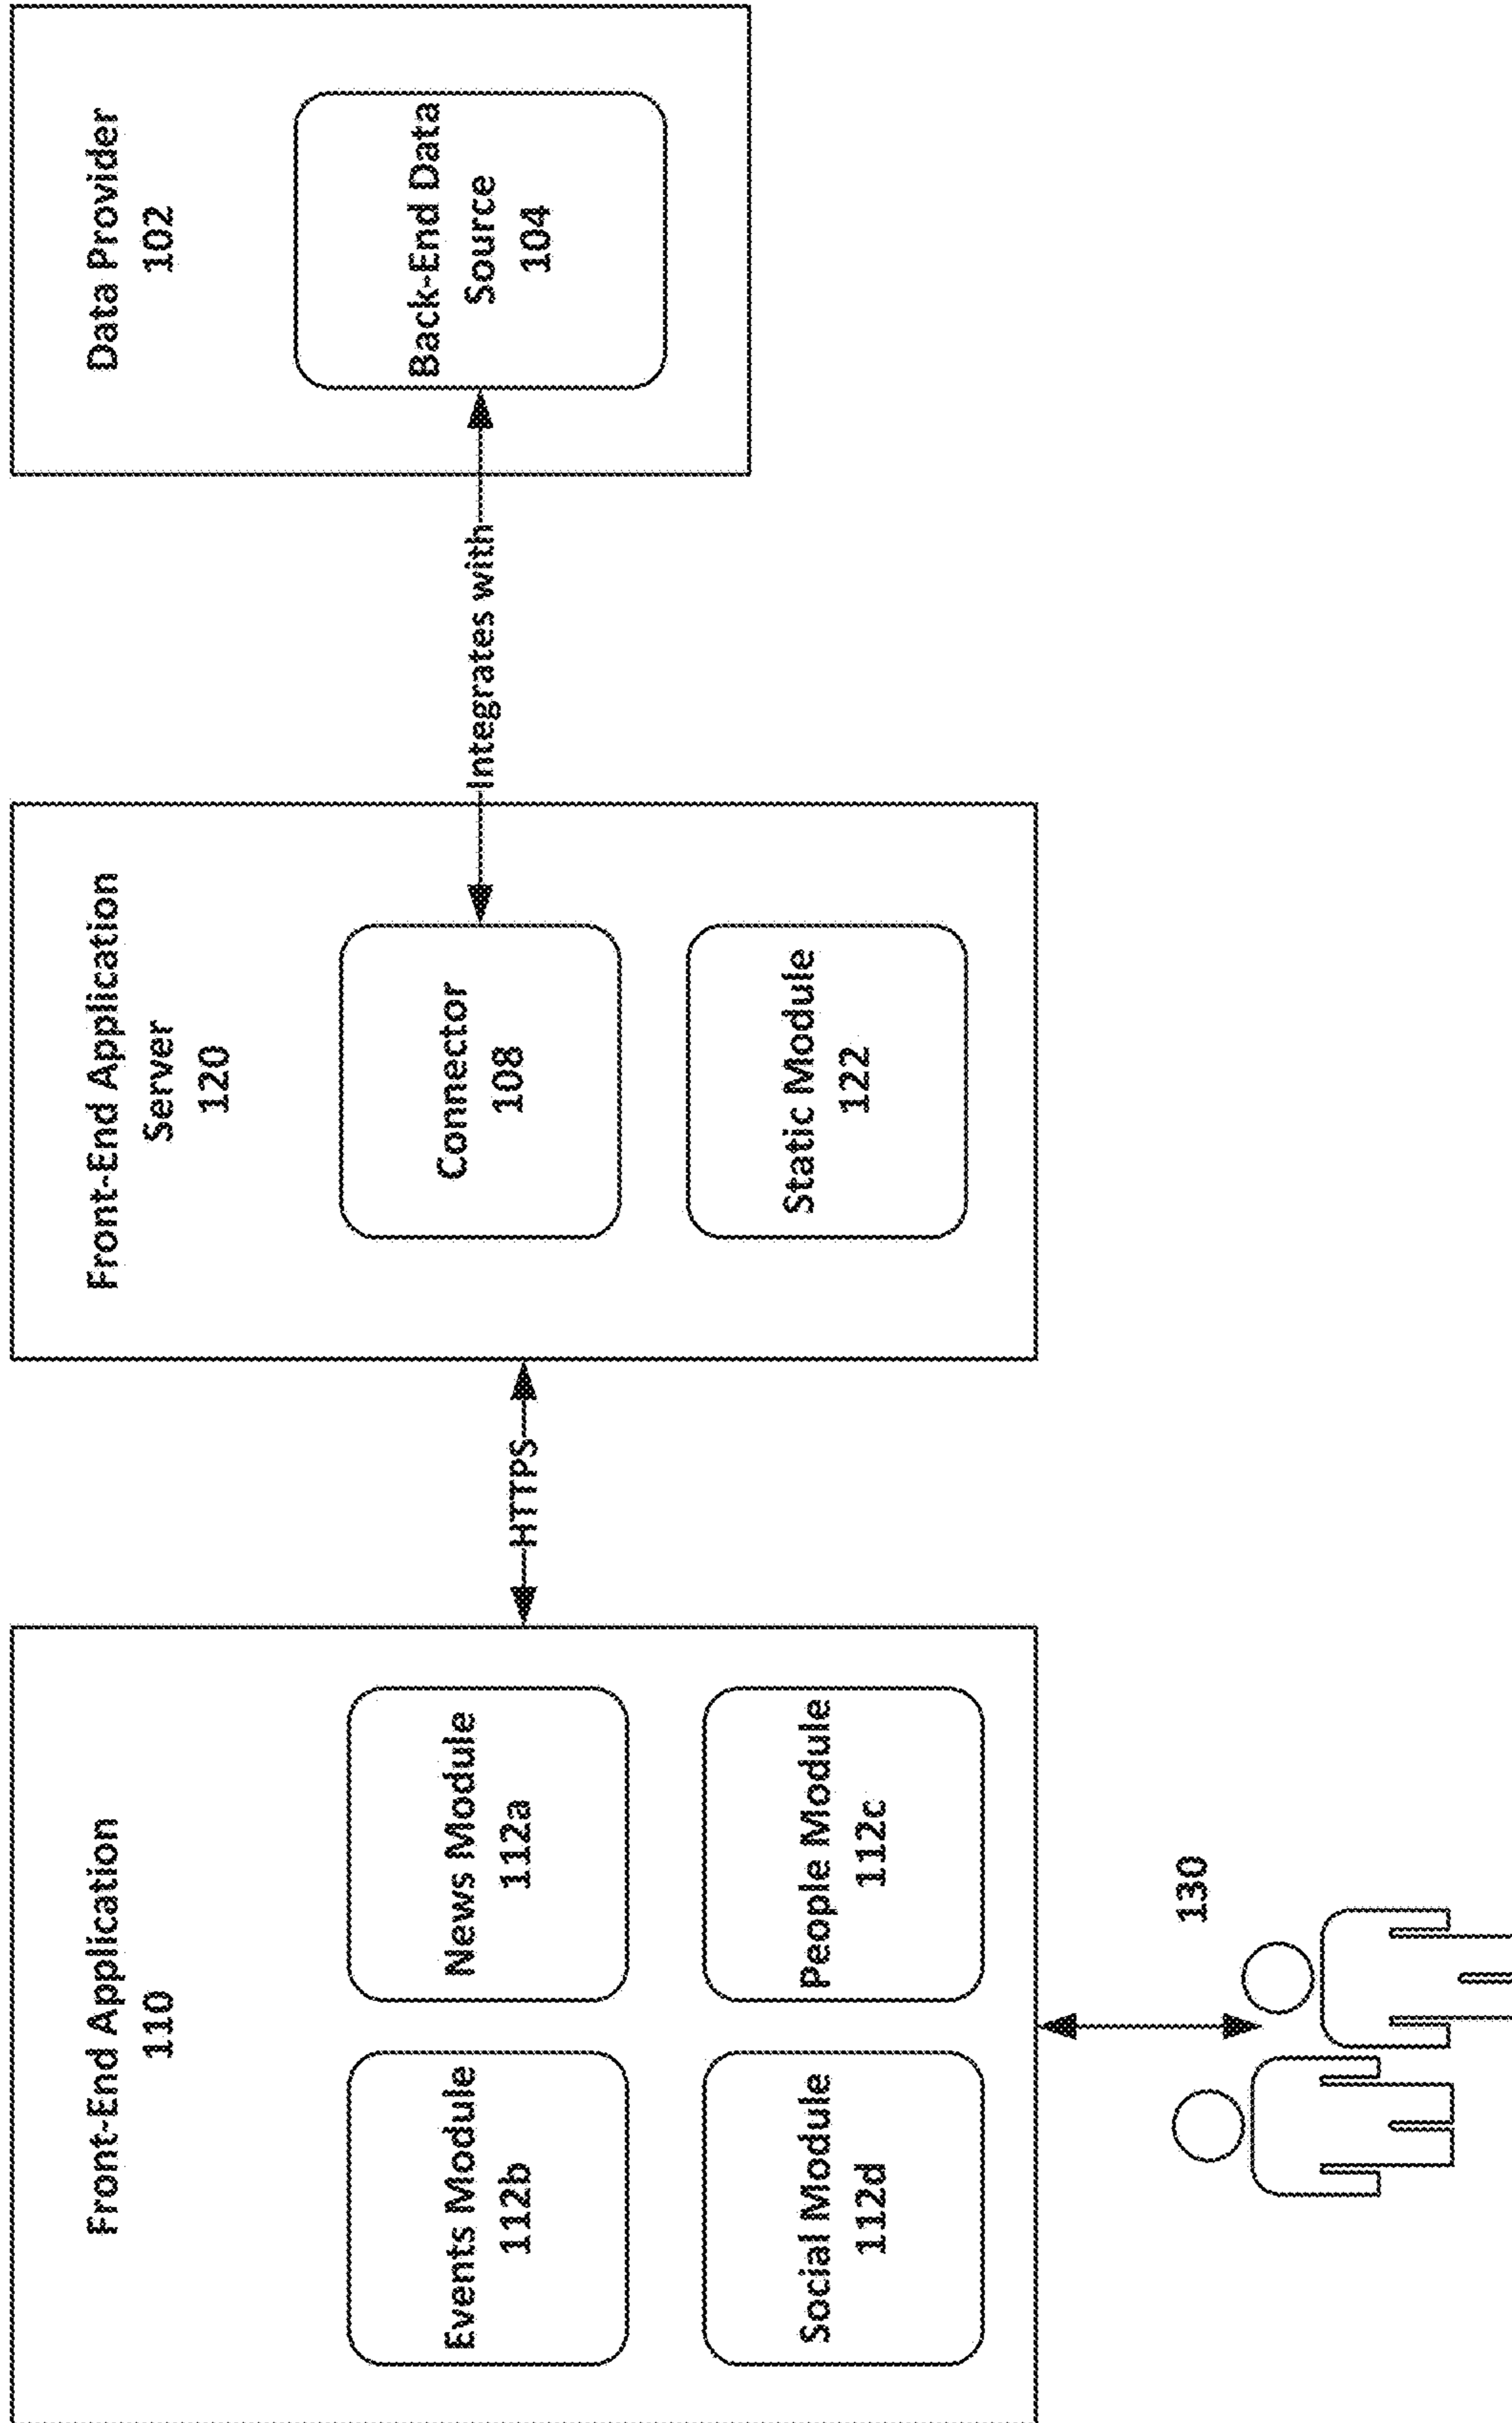 Front-End Application
110
Events Module
112b
News Module
112a
Social Module
112d
People Module
112c
130
HTTPS
Front-End Application
Server
120
Connector
108
Static Module
122
Integrates with
Data Provider
102
Back-End Data
Source
104